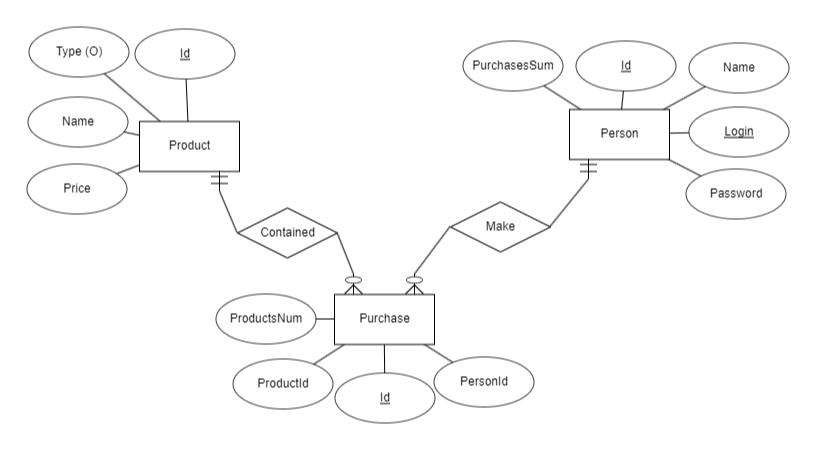 Type (O)
Id
Name
Product
Price
PurchasesSum
Id
Name
Person
Login
Password
Contained
Make
ProductsNum
Purchase
ProductId
Id
PersonId